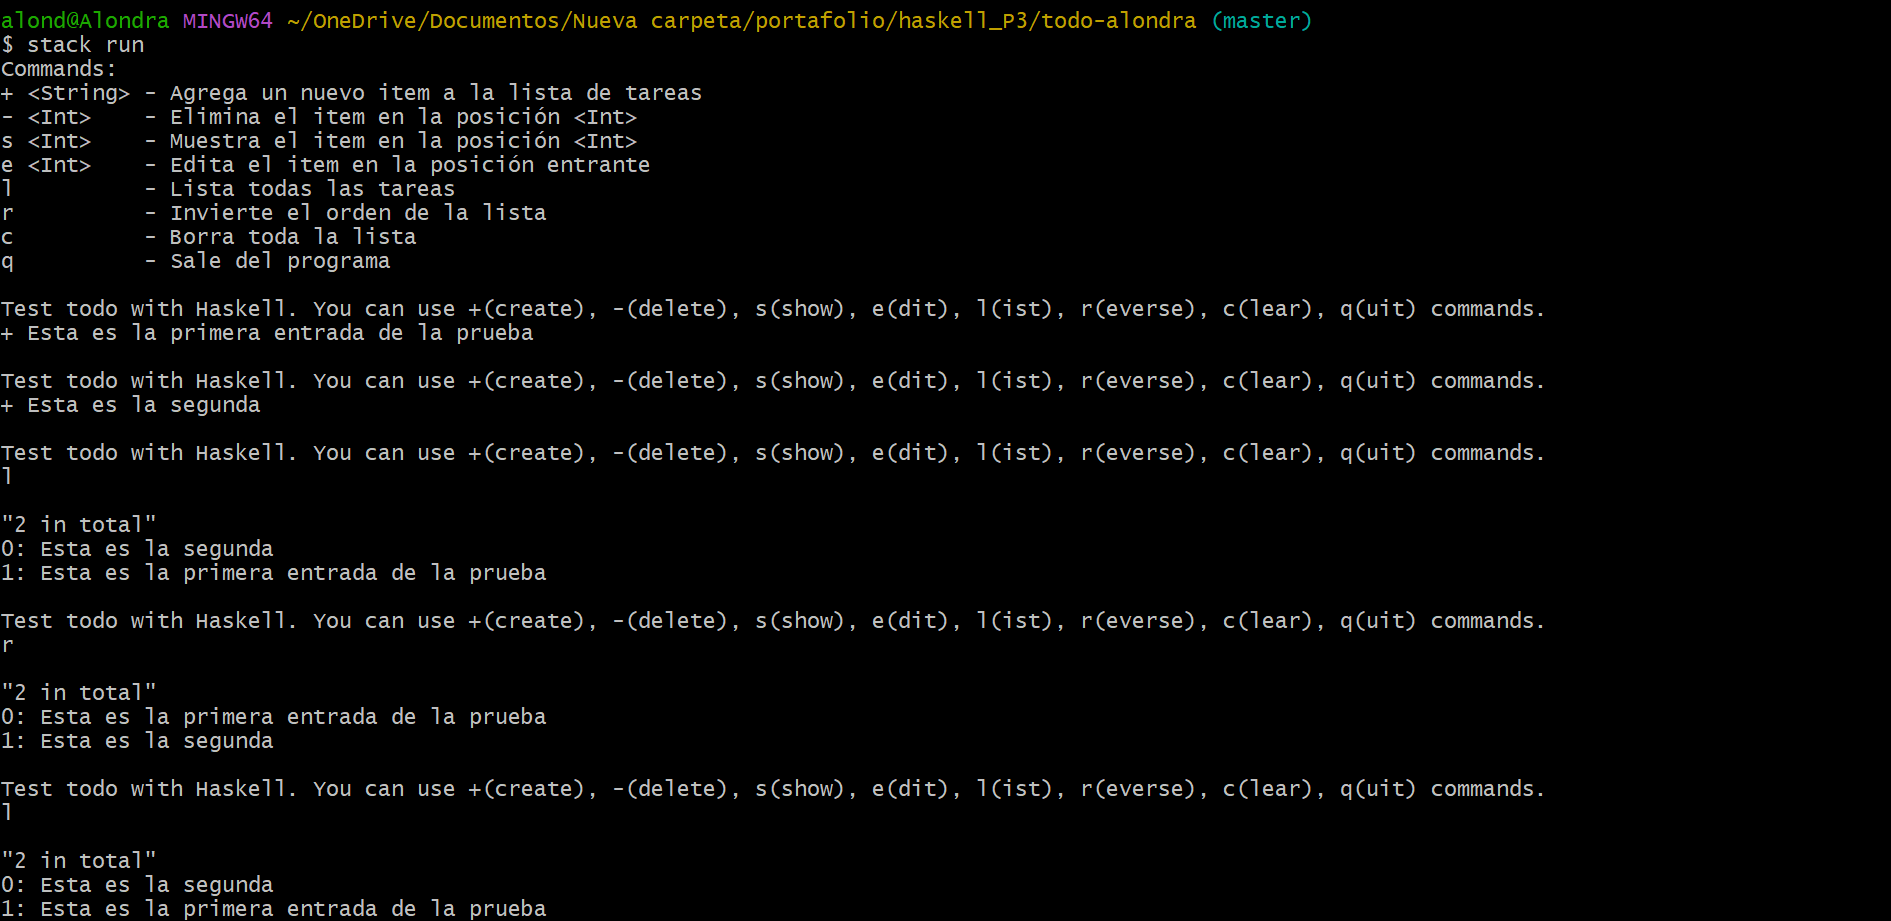 alond@Alondra MINGW64 ~/OneDrive/Documentos/Nueva carpeta/portafolio/haskell_P3/todo-alondra (master)
$ stack run
Commands:
+ <String> - Agrega un nuevo item a la lista de tareas
- <Int>    - Elimina el item en la posición <Int>
s <Int>    - Muestra el item en la posición <Int>
e <Int>    - Edita el item en la posición entrante
l          - Lista todas las tareas
r          - Invierte el orden de la lista
c          - Borra toda la lista
q          - Sale del programa
Test todo with Haskell. You can use +(create), -(delete), s(show), e(dit), l(ist), r(everse), c(lear), q(uit) commands.
+ Esta es la primera entrada de la prueba
Test todo with Haskell. You can use +(create), -(delete), s(show), e(dit), l(ist), r(everse), c(lear), q(uit) commands.
+ Esta es la segunda
Test todo with Haskell. You can use +(create), -(delete), s(show), e(dit), l(ist), r(everse), c(lear), q(uit) commands.
l
"2 in total"
0: Esta es la segunda
1: Esta es la primera entrada de la prueba
Test todo with Haskell. You can use +(create), -(delete), s(show), e(dit), l(ist), r(everse), c(lear), q(uit) commands.
r
"2 in total"
0: Esta es la primera entrada de la prueba
1: Esta es la segunda
Test todo with Haskell. You can use +(create), -(delete), s(show), e(dit), l(ist), r(everse), c(lear), q(uit) commands.
l
"2 in total"
0: Esta es la segunda
1: Esta es la primera entrada de la prueba